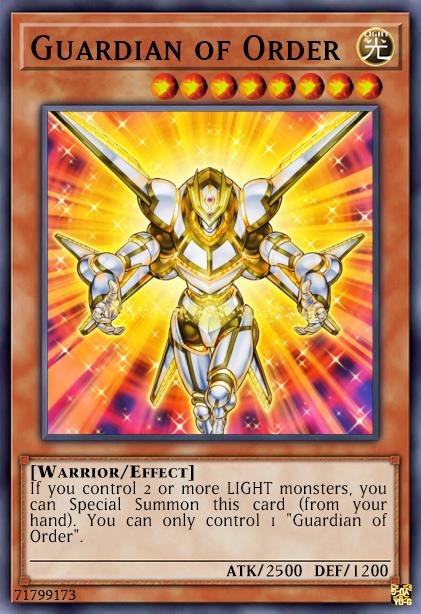 GUARDIAN OF ORDER
LIGHT
光
[WARRIOR/EFFECT]
If you control 2 or more LIGHT monsters, you
can Special Summon this card (from your
hand). You can only control 1 "Guardian of
Order".
ATK/2500 DEF/1200
71799173